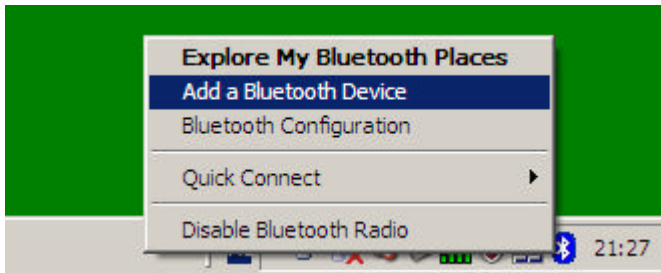 Explore My Bluetooth Places
Add a Bluetooth Device
Bluetooth Configuration
Quick Connect
Disable Bluetooth Radio
21:27